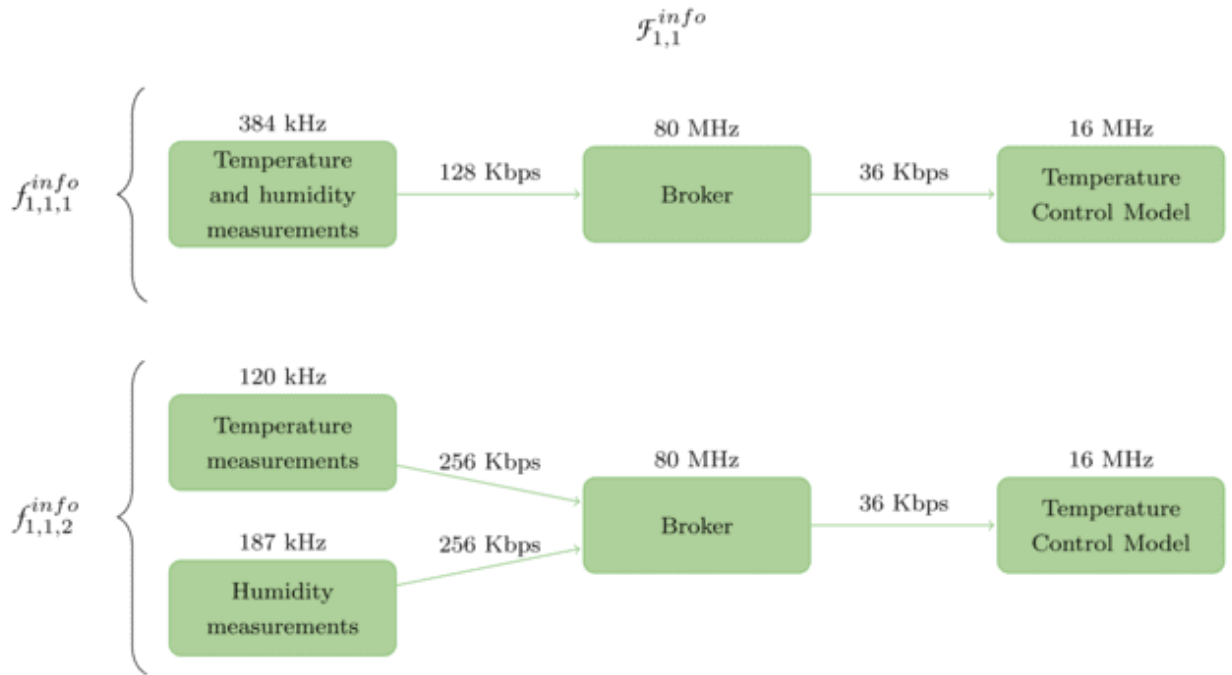 ℱ^{info}_{1,1}
384 kHz
Temperature
and humidity
measurements
128 Kbps
80 MHz
Broker
36 Kbps
16 MHz
Temperature
Control Model
f^{info}_{1,1,1}
120 kHz
Temperature
measurements
256 Kbps
187 kHz
Humidity
measurements
256 Kbps
80 MHz
Broker
36 Kbps
16 MHz
Temperature
Control Model
f^{info}_{1,1,2}